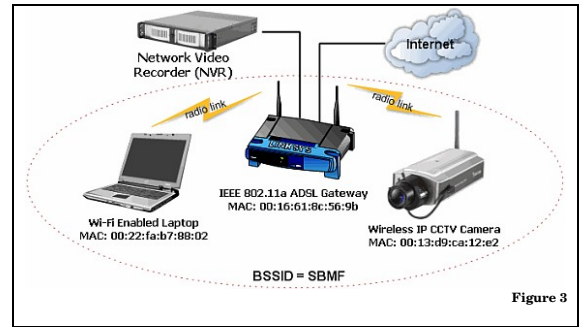 Network Video
Recorder (NVR)
Internet
radio link
radio link
LINKSYS
IEEE 802.11a ADSL Gateway
MAC: 00:16:61:8c:56:9b
Wi-Fi Enabled Laptop
MAC: 00:22:fa:b7:88:02
Wireless IP CCTV Camera
MAC: 00:13:d9:ca:12:e2
BSSID = SBMF
Figure 3